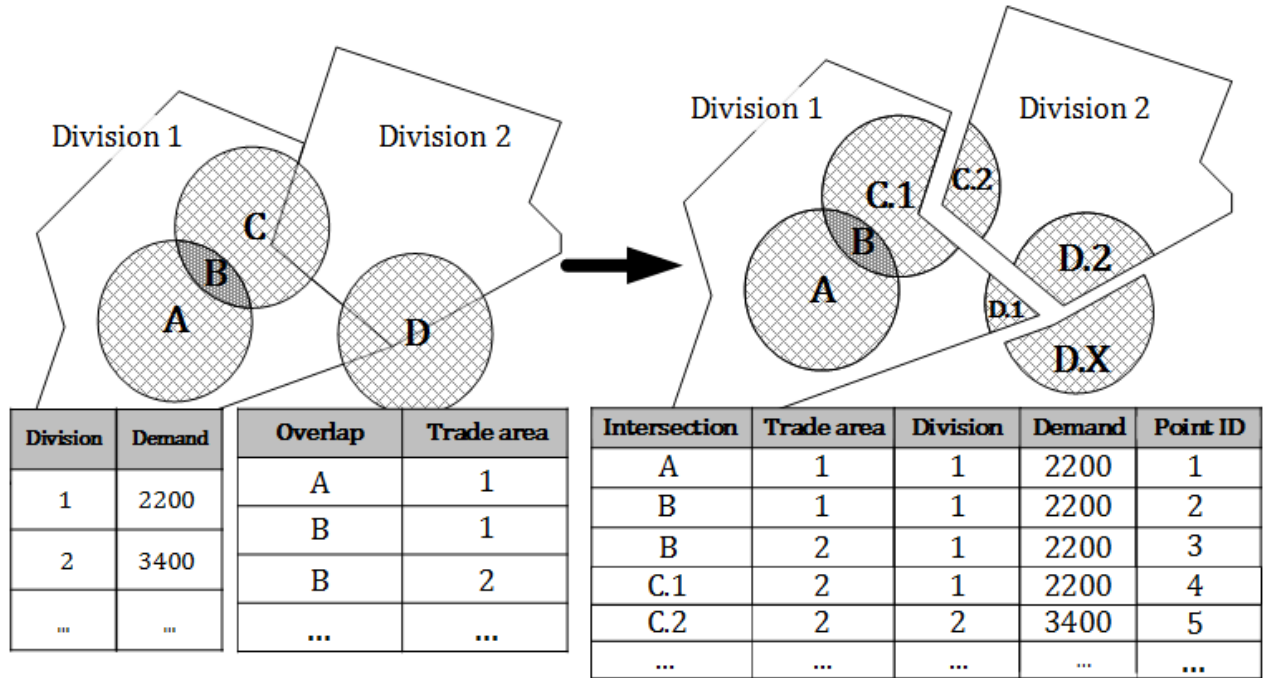 Division 1
Division 2
C
B
A
D
Division 1
Division 2
C.1
C.2
B
A
D.2
D.1
D.X
Division Demand
1 2200
2 3400
... ...
Overlap Trade area
A 1
B 1
B 2
... ...
Intersection Trade area Division Demand Point ID
A 1 1 2200 1
B 1 1 2200 2
B 2 1 2200 3
C.1 2 1 2200 4
C.2 2 2 3400 5
... ... ... ... ...